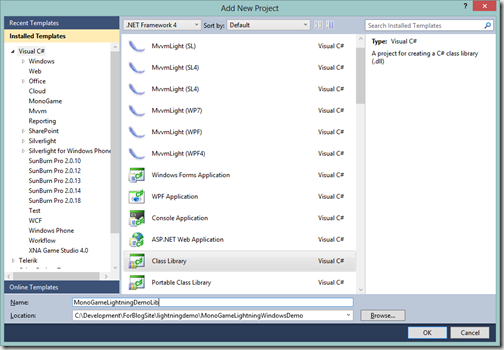 Add New Project
Recent Templates
Installed Templates
Visual C#
Windows
Web
Office
Cloud
MonoGame
Mvvm
Reporting
SharePoint
Silverlight
Silverlight for Windows Phone
SunBurn Pro 2.0.10
SunBurn Pro 2.0.12
SunBurn Pro 2.0.13
SunBurn Pro 2.0.14
SunBurn Pro 2.0.18
Test
WCF
Windows Phone
Workflow
XNA Game Studio 4.0
Telerik
Online Templates
.NET Framework 4 Sort by: Default
MvvmLight (SL) Visual C#
MvvmLight (SL4) Visual C#
MvvmLight (SL4) Visual C#
MvvmLight (WP7) Visual C#
MvvmLight (WPF) Visual C#
MvvmLight (WPF4) Visual C#
Windows Forms Application Visual C#
WPF Application Visual C#
Console Application Visual C#
ASP.NET Web Application Visual C#
Class Library Visual C#
Portable Class Library Visual C#
Search Installed Templates
Type: Visual C#
A project for creating a C# class library
(.dll)
Name: MonoGameLightningDemoLib
Location: C:\Development\ForBlogSite\lightningdemo\MonoGameLightningWindowsDemo
Browse...
OK Cancel